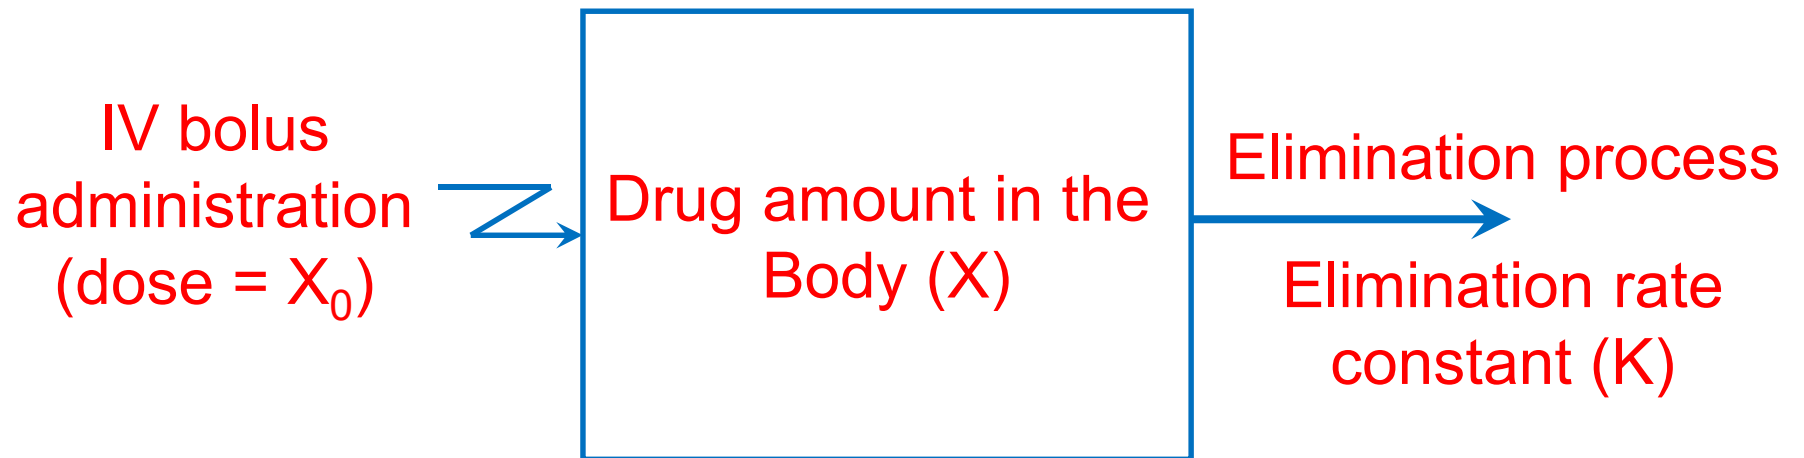 IV bolus
administration
(dose = X₀)
Drug amount in the
Body (X)
Elimination process
Elimination rate
constant (K)